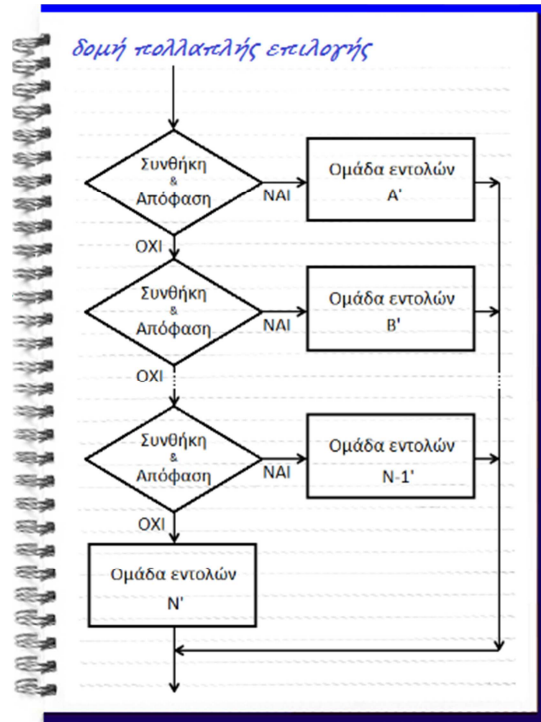 δομή πολλαπλής επιλογής
Συνθήκη
&
Απόφαση
ΝΑΙ
Ομάδα εντολών
Α'
ΟΧΙ
Συνθήκη
&
Απόφαση
ΝΑΙ
Ομάδα εντολών
Β'
ΟΧΙ
Συνθήκη
&
Απόφαση
ΝΑΙ
Ομάδα εντολών
Ν-1'
ΟΧΙ
Ομάδα εντολών
Ν'